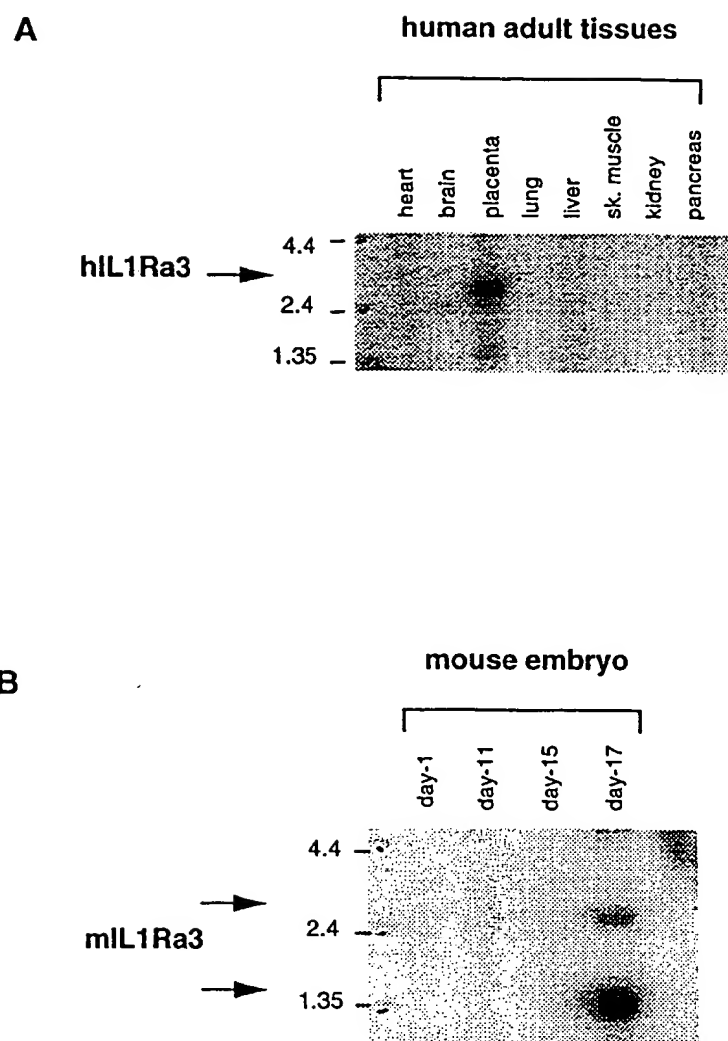 A
human adult tissues
heart
brain
placenta
lung
liver
sk. muscle
kidney
pancreas
hIL1Ra3
4.4
2.4
1.35
B
mouse embryo
day-1
day-11
day-15
day-17
mIL1Ra3
4.4
2.4
1.35